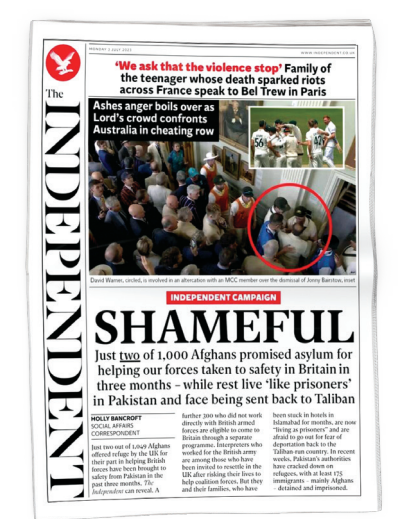 MONDAY 3 JULY 2023
WWW.INDEPENDENT.CO.UK
The
INDEPENDENT
‘We ask that the violence stop’ Family of
the teenager whose death sparked riots
across France speak to Bel Trew in Paris
Ashes anger boils over as
Lord’s crowd confronts
Australia in cheating row
David Warner, circled, is involved in an altercation with an MCC member over the dismissal of Jonny Bairstow, inset
INDEPENDENT CAMPAIGN
SHAMEFUL
Just two of 1,000 Afghans promised asylum for
helping our forces taken to safety in Britain in
three months – while rest live ‘like prisoners’
in Pakistan and face being sent back to Taliban
HOLLY BANCROFT
SOCIAL AFFAIRS
CORRESPONDENT
Just two out of 1,049 Afghans
offered refuge by the UK for
their part in helping British
forces have been brought to
safety from Pakistan in the
past three months, The
Independent can reveal. A
further 300 who did not work
directly with British armed
forces are eligible to come to
Britain through a separate
programme. Interpreters who
worked for the British army
are among those who have
been invited to resettle in the
UK after risking their lives to
help coalition forces. But they
and their families, who have
been stuck in hotels in
Islamabad for months, are now
“living as prisoners” and are
afraid to go out for fear of
deportation back to the
Taliban-run country. In recent
weeks, Pakistan’s authorities
have cracked down on
refugees, with at least 175
immigrants – mainly Afghans
– detained and imprisoned.